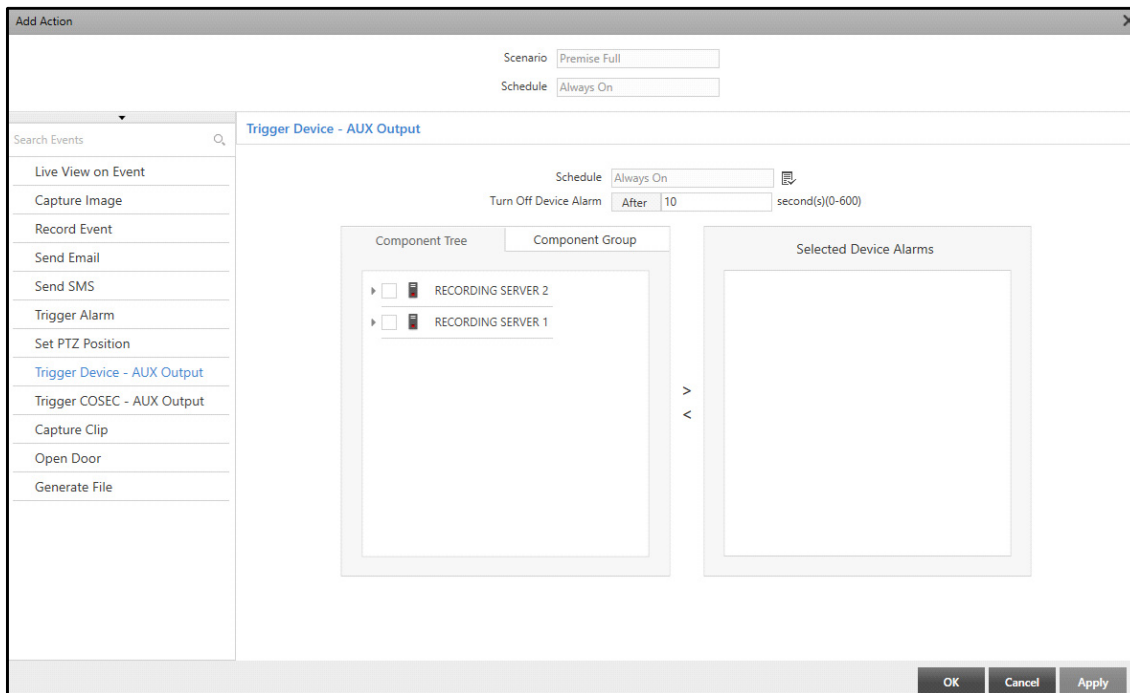 Add Action
Scenario Premise Full
Schedule Always On
Search Events
Live View on Event
Capture Image
Record Event
Send Email
Send SMS
Trigger Alarm
Set PTZ Position
Trigger Device - AUX Output
Trigger COSEC - AUX Output
Capture Clip
Open Door
Generate File
Trigger Device - AUX Output
Schedule Always On
Turn Off Device Alarm After 10 second(s)(0-600)
Component Tree Component Group
RECORDING SERVER 2
RECORDING SERVER 1
>
<
Selected Device Alarms
OK Cancel Apply